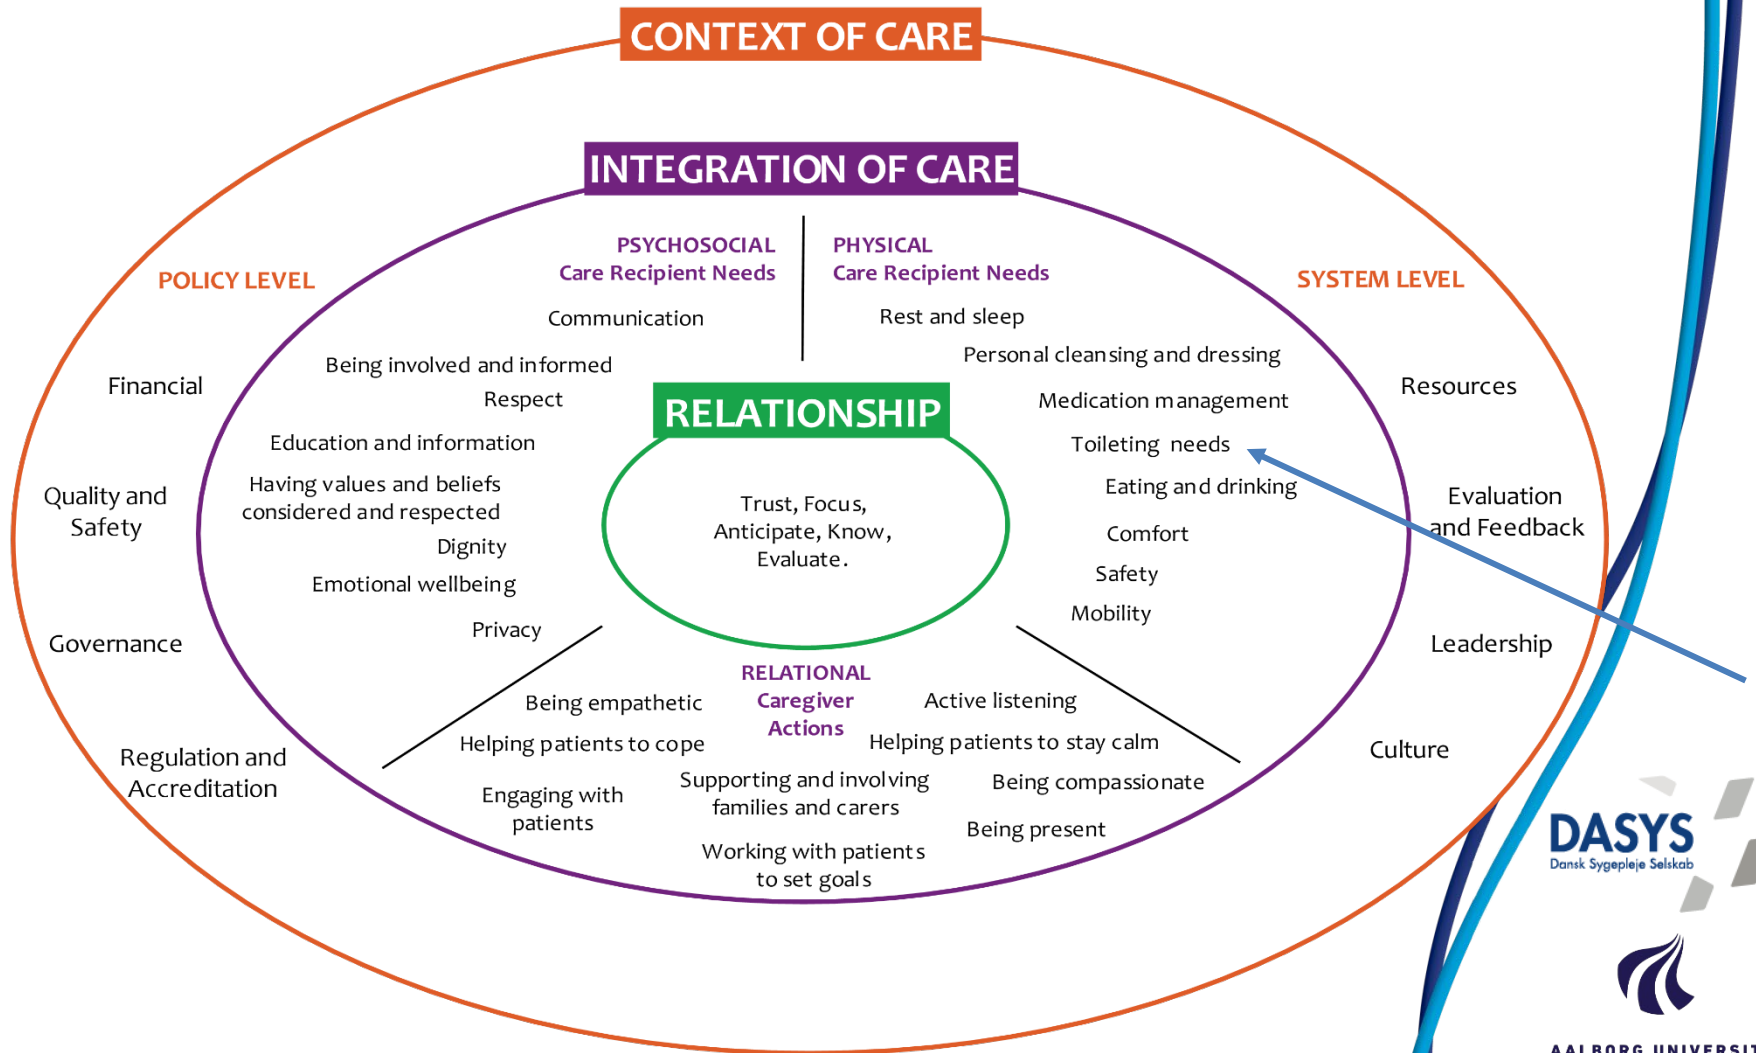 CONTEXT OF CARE
INTEGRATION OF CARE
POLICY LEVEL
Financial
Quality and
Safety
Governance
Regulation and
Accreditation
PSYCHOSOCIAL
Care Recipient Needs
Communication
Being involved and informed
Respect
Education and information
Having values and beliefs
considered and respected
Dignity
Emotional wellbeing
Privacy
PHYSICAL
Care Recipient Needs
Rest and sleep
Personal cleansing and dressing
Medication management
Toileting needs
Eating and drinking
Comfort
Safety
Mobility
RELATIONSHIP
Trust, Focus,
Anticipate, Know,
Evaluate.
RELATIONAL
Caregiver
Actions
Being empathetic
Helping patients to cope
Engaging with
patients
Supporting and involving
families and carers
Working with patients
to set goals
Active listening
Helping patients to stay calm
Being compassionate
Being present
SYSTEM LEVEL
Resources
Evaluation
and Feedback
Leadership
Culture
DASYS
Dansk Sygepleje Selskab
AALBORG UNIVERSIT